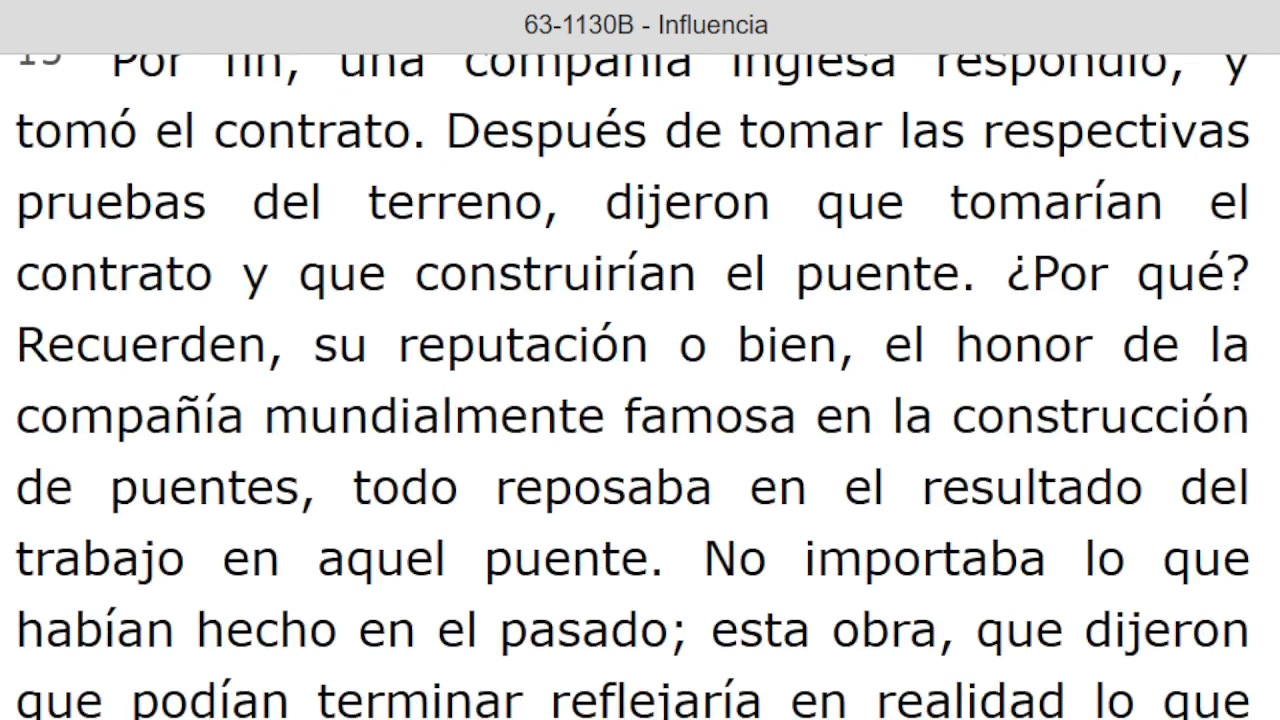 63-1130B - Influencia
15 Por fin, una compañía inglesa respondió, y
tomó el contrato. Después de tomar las respectivas
pruebas del terreno, dijeron que tomarían el
contrato y que construirían el puente. ¿Por qué?
Recuerden, su reputación o bien, el honor de la
compañía mundialmente famosa en la construcción
de puentes, todo reposaba en el resultado del
trabajo en aquel puente. No importaba lo que
habían hecho en el pasado; esta obra, que dijeron
que podían terminar reflejaría en realidad lo que